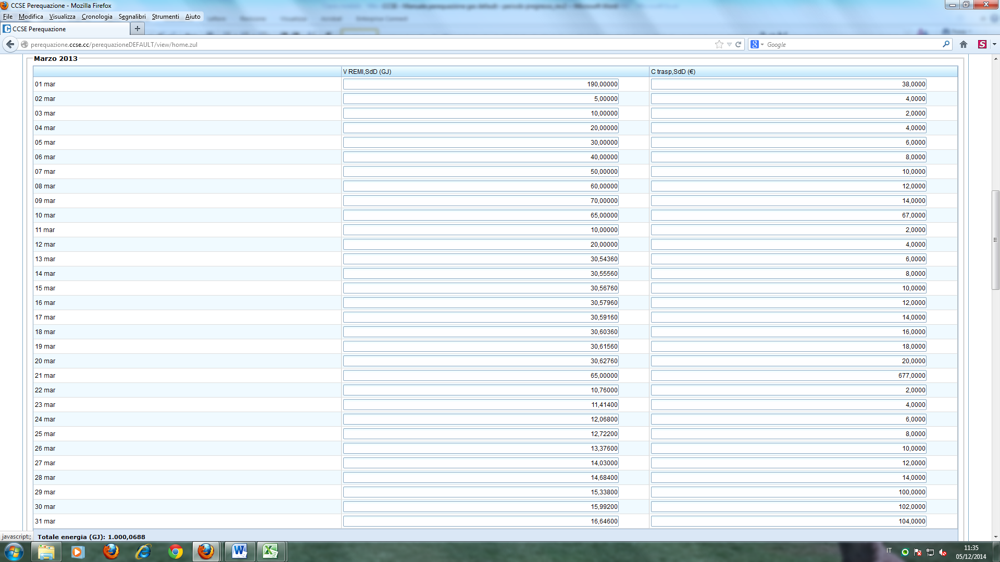 CCSE Perequazione - Mozilla Firefox
File Modifica Visualizza Cronologia Segnalibri Strumenti Aiuto
CCSE Perequazione
perequazione.ccse.cc/perequazioneDEFAULT/view/home.zul Google
Marzo 2013
V REMI,SdD (GJ) C trasp,SdD (€)
01 mar 190,00000 38,0000
02 mar 5,00000 4,0000
03 mar 10,00000 2,0000
04 mar 20,00000 4,0000
05 mar 30,00000 6,0000
06 mar 40,00000 8,0000
07 mar 50,00000 10,0000
08 mar 60,00000 12,0000
09 mar 70,00000 14,0000
10 mar 65,00000 67,0000
11 mar 10,00000 2,0000
12 mar 20,00000 4,0000
13 mar 30,54360 6,0000
14 mar 30,55560 8,0000
15 mar 30,56760 10,0000
16 mar 30,57960 12,0000
17 mar 30,59160 14,0000
18 mar 30,60360 16,0000
19 mar 30,61560 18,0000
20 mar 30,62760 20,0000
21 mar 65,00000 677,0000
22 mar 10,76000 2,0000
23 mar 11,41400 4,0000
24 mar 12,06800 6,0000
25 mar 12,72200 8,0000
26 mar 13,37600 10,0000
27 mar 14,03000 12,0000
28 mar 14,68400 14,0000
29 mar 15,33800 100,0000
30 mar 15,99200 102,0000
31 mar 16,64600 104,0000
javascript:; Totale energia (GJ): 1.000,0688
IT 11:35
05/12/2014